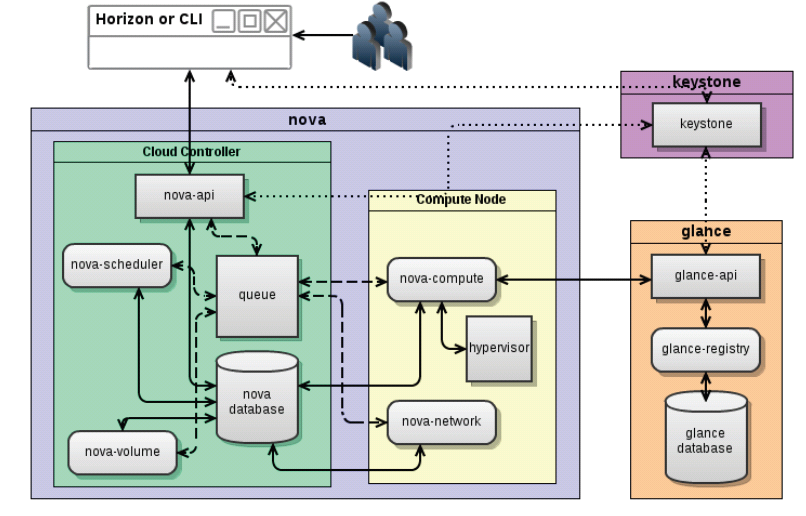 Horizon or CLI
keystone
keystone
nova
Cloud Controller
nova-api
Compute Node
glance
nova-scheduler
queue
nova-compute
glance-api
hypervisor
glance-registry
nova
database
nova-network
glance
database
nova-volume